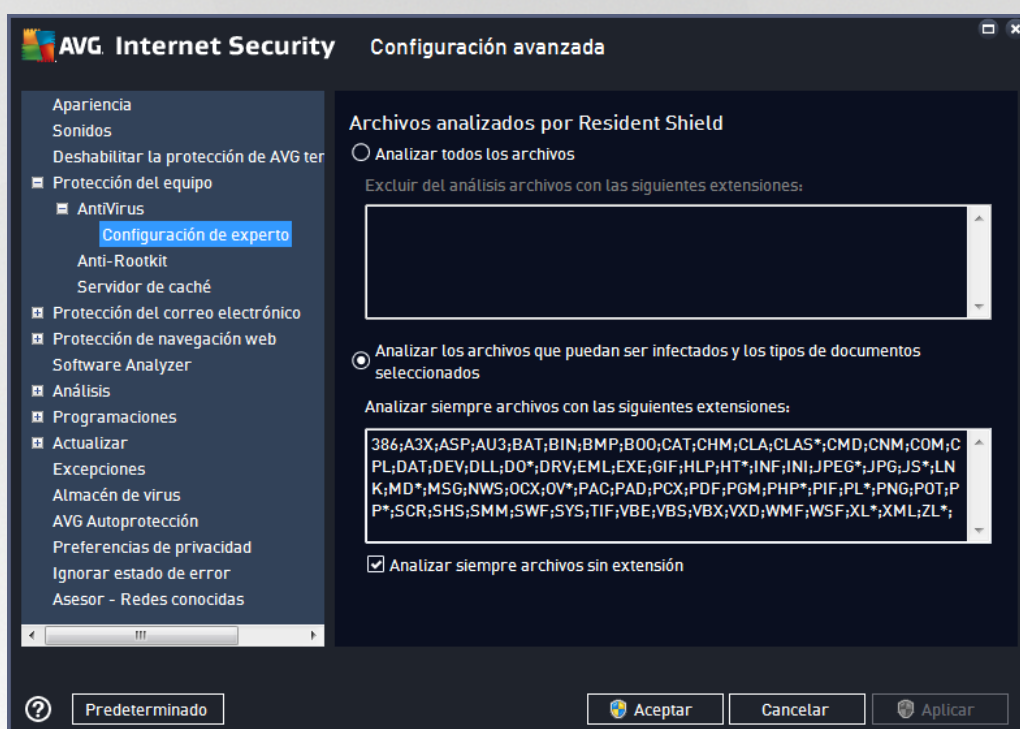 AVG. Internet Security Configuración avanzada
Apariencia
Sonidos
Deshabilitar la protección de AVG ter
Protección del equipo
AntiVirus
Configuración de experto
Anti-Rootkit
Servidor de caché
Protección del correo electrónico
Protección de navegación web
Software Analyzer
Análisis
Programaciones
Actualizar
Excepciones
Almacén de virus
AVG Autoprotección
Preferencias de privacidad
Ignorar estado de error
Asesor - Redes conocidas
Archivos analizados por Resident Shield
Analizar todos los archivos
Excluir del análisis archivos con las siguientes extensiones:
Analizar los archivos que puedan ser infectados y los tipos de documentos
seleccionados
Analizar siempre archivos con las siguientes extensiones:
386;A3X;ASP;AU3;BAT;BIN;BMP;BOO;CAT;CHM;CLA;CLAS*;CMD;CNM;COM;C
PL;DAT;DEV;DLL;DO*;DRV;EML;EXE;GIF;HLP;HT*;INF;INI;JPEG*;JPG;JS*;LN
K;MD*;MSG;NWS;OCX;OV*;PAC;PAD;PCX;PDF;PGM;PHP*;PIF;PL*;PNG;POT;P
P*;SCR;SHS;SMM;SWF;SYS;TIF;VBE;VBS;VBX;VXD;WMF;WSF;XL*;XML;ZL*;
Analizar siempre archivos sin extensión
? Predeterminado Aceptar Cancelar Aplicar